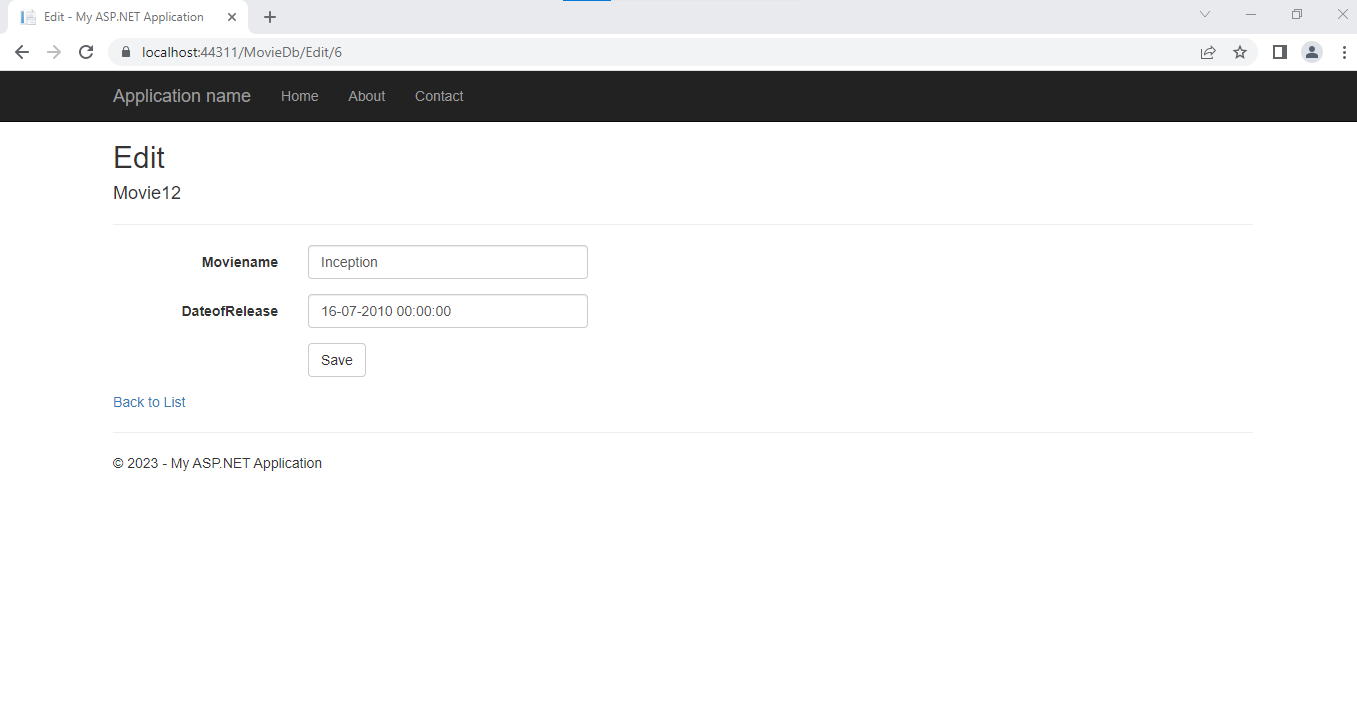 Edit - My ASP.NET Application
localhost:44311/MovieDb/Edit/6
Application name Home About Contact
Edit
Movie12
Moviename Inception
DateofRelease 16-07-2010 00:00:00
Save
Back to List
© 2023 - My ASP.NET Application